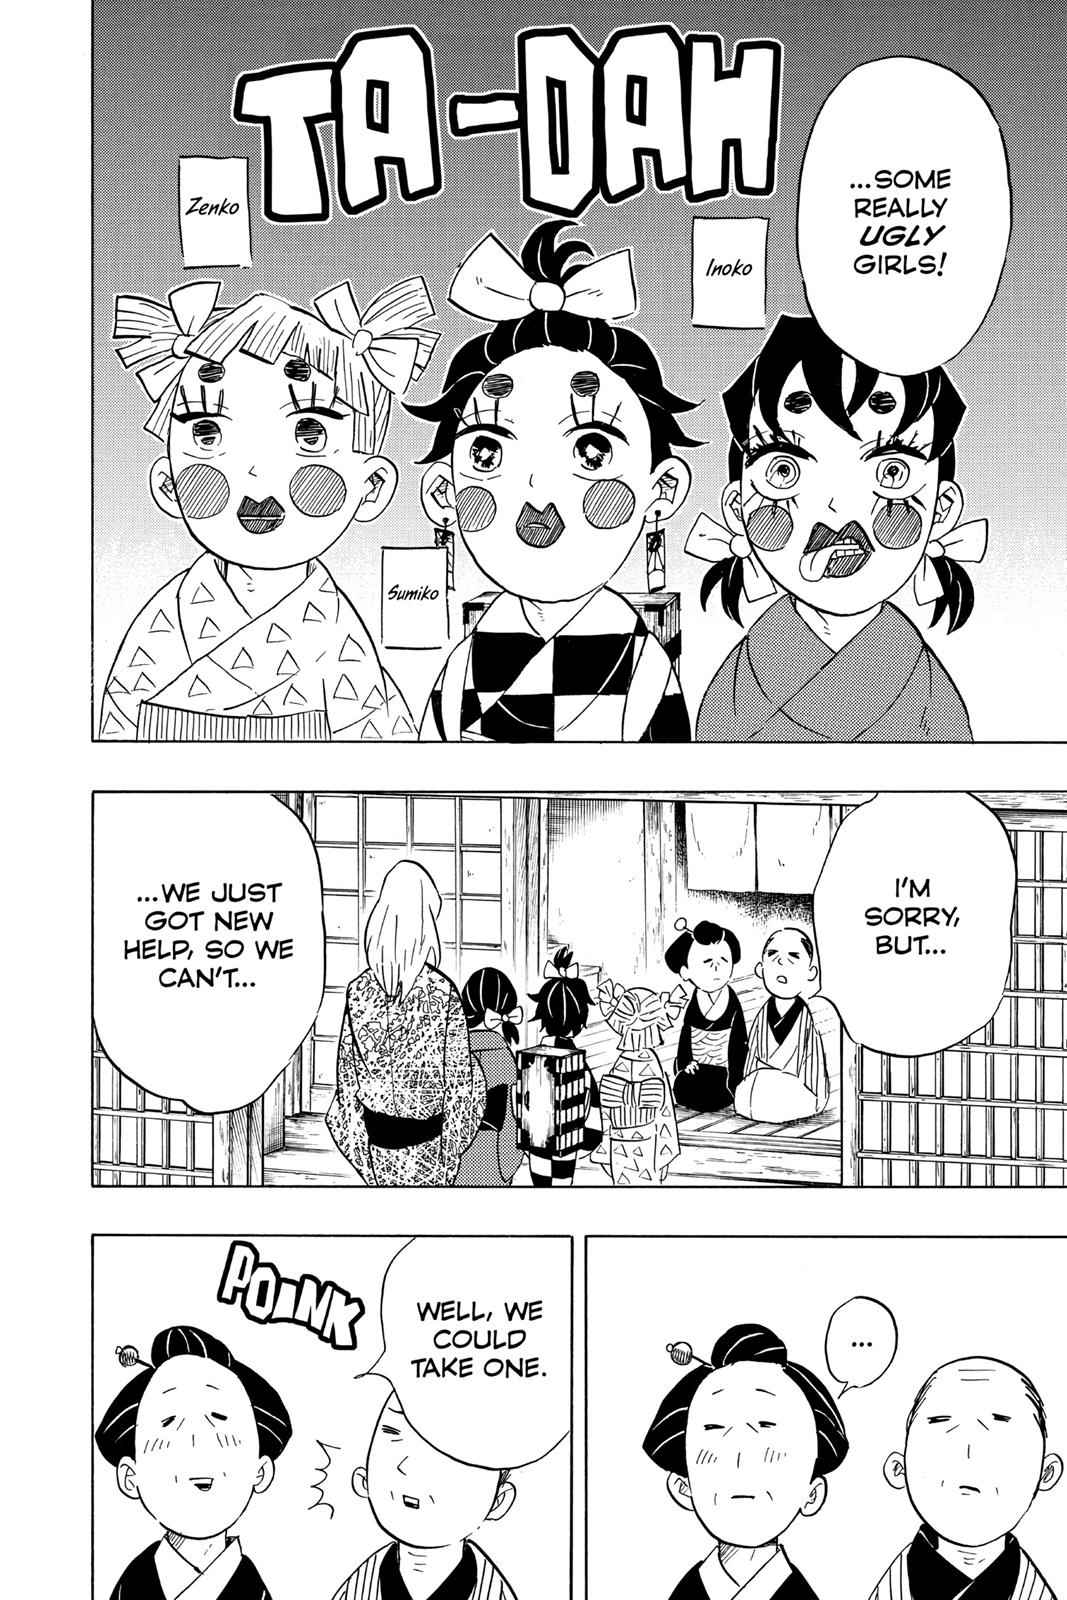 ...SOME
REALLY
UGLY
GIRLS!
TA-DAH
Inoko
Sumiko
Zenko
I'M
SORRY,
BUT...
...WE JUST
GOT NEW
HELP, SO WE
CAN'T...
...
WELL, WE
COULD
TAKE ONE.
POINK